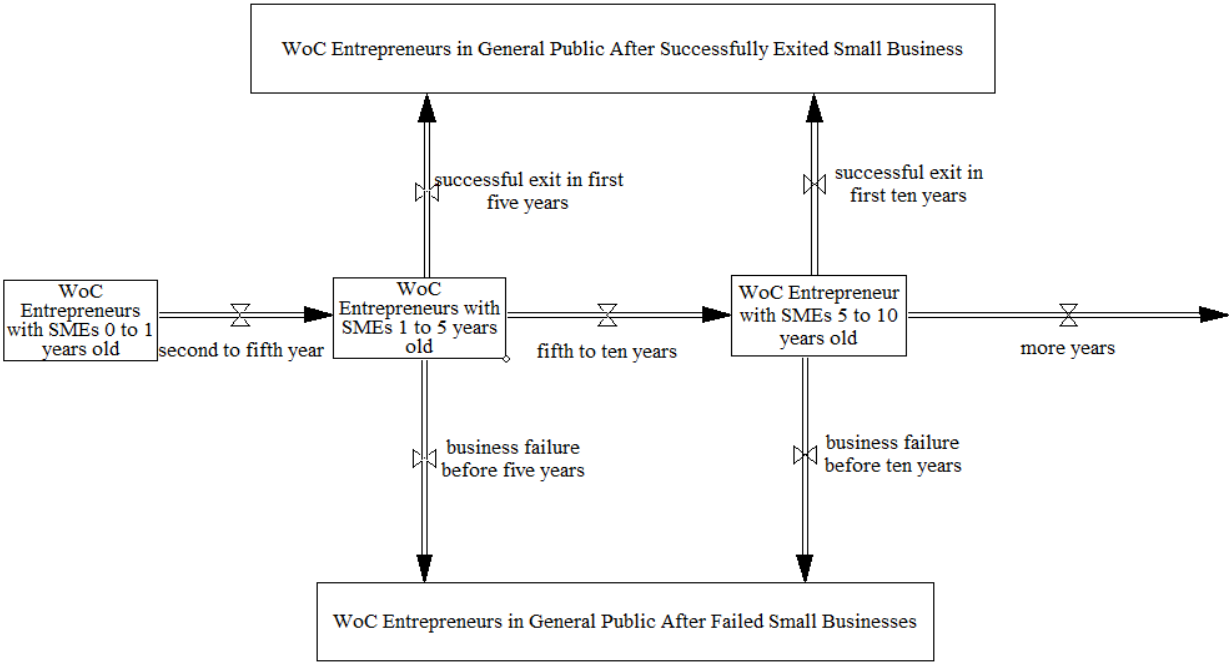 WoC Entrepreneurs in General Public After Successfully Exited Small Business
successful exit in first
five years
successful exit in
first ten years
WoC
Entrepreneurs
with SMEs 0 to 1
years old
second to fifth year
WoC
Entrepreneurs with
SMEs 1 to 5 years
old
fifth to ten years
WoC Entrepreneur
with SMEs 5 to 10
years old
more years
business failure
before five years
business failure
before ten years
WoC Entrepreneurs in General Public After Failed Small Businesses